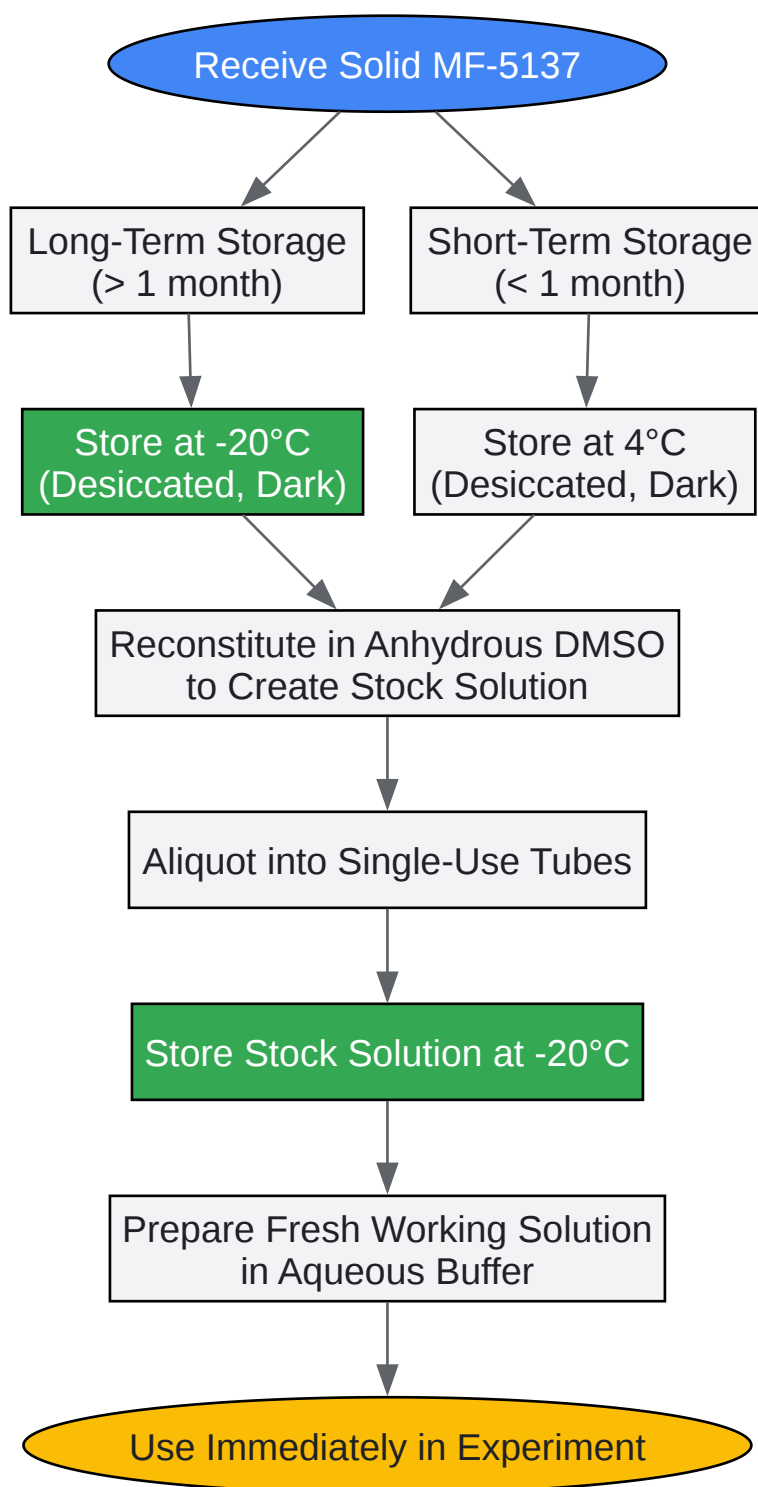 Receive Solid MF-5137
Long-Term Storage
(> 1 month)
Short-Term Storage
(< 1 month)
Store at -20°C
(Desiccated, Dark)
Store at 4°C
(Desiccated, Dark)
Reconstitute in Anhydrous DMSO
to Create Stock Solution
Aliquot into Single-Use Tubes
Store Stock Solution at -20°C
Prepare Fresh Working Solution
in Aqueous Buffer
Use Immediately in Experiment